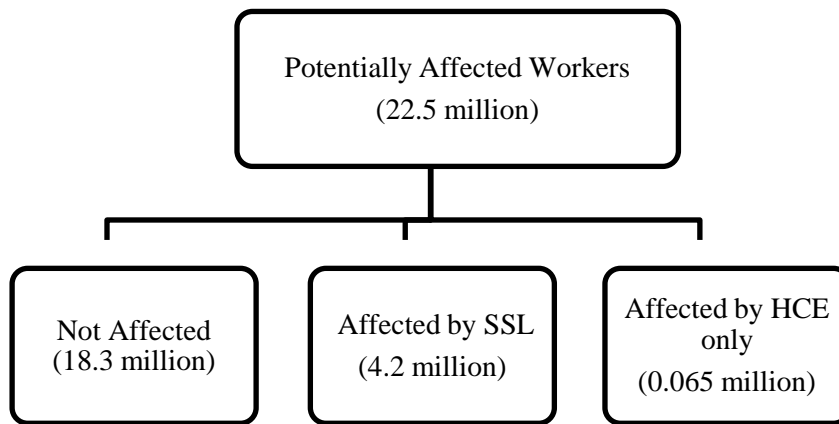 Potentially Affected Workers
(22.5 million)
Not Affected
(18.3 million)
Affected by SSL
(4.2 million)
Affected by HCE
only
(0.065 million)